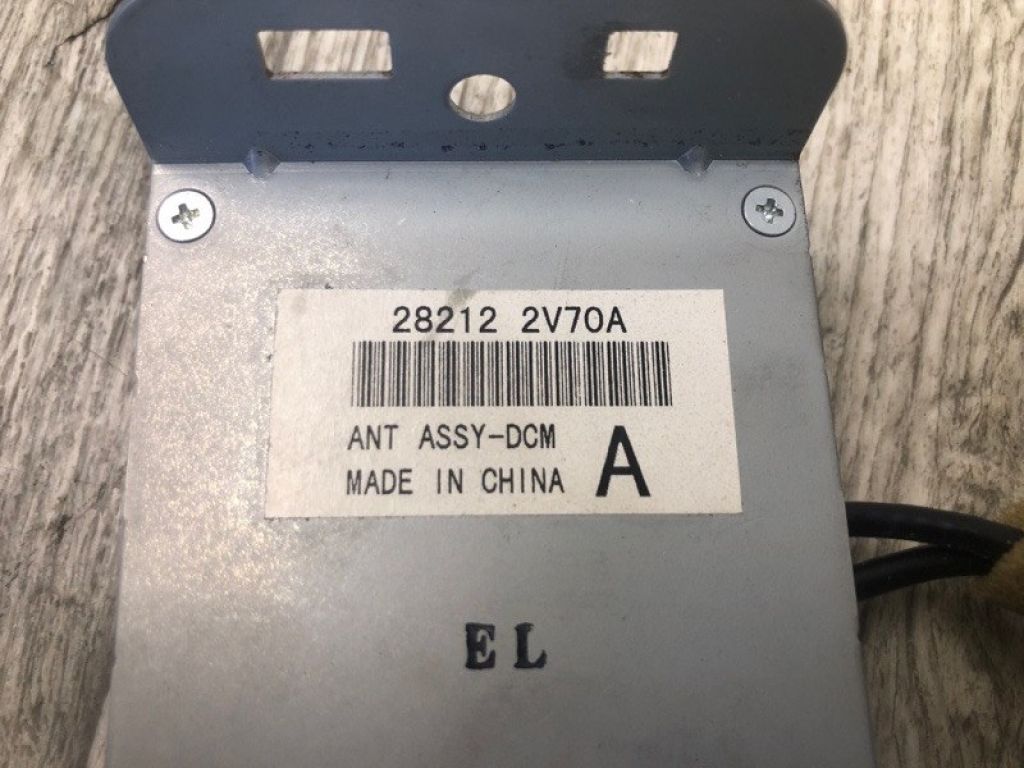 28212 2V70A
ANT ASSY-DCM
MADE IN CHINA A
EL